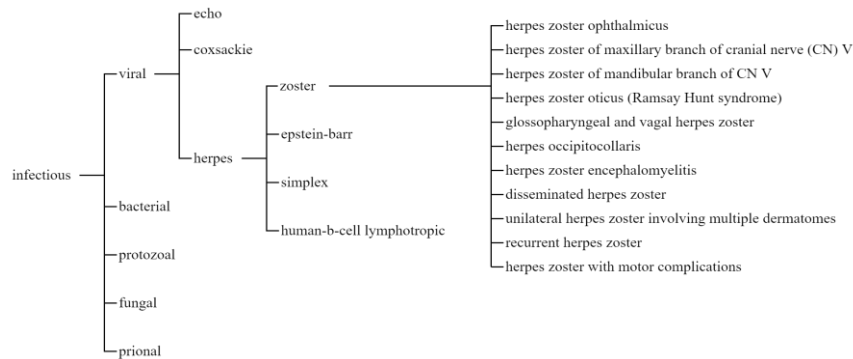 infectious
viral
bacterial
protozoal
fungal
prional
echo
coxsackie
herpes
zoster
epstein-barr
simplex
human-b-cell lymphotropic
herpes zoster ophthalmicus
herpes zoster of maxillary branch of cranial nerve (CN) V
herpes zoster of mandibular branch of CN V
herpes zoster oticus (Ramsay Hunt syndrome)
glossopharyngeal and vagal herpes zoster
herpes occipitocollaris
herpes zoster encephalomyelitis
disseminated herpes zoster
unilateral herpes zoster involving multiple dermatomes
recurrent herpes zoster
herpes zoster with motor complications